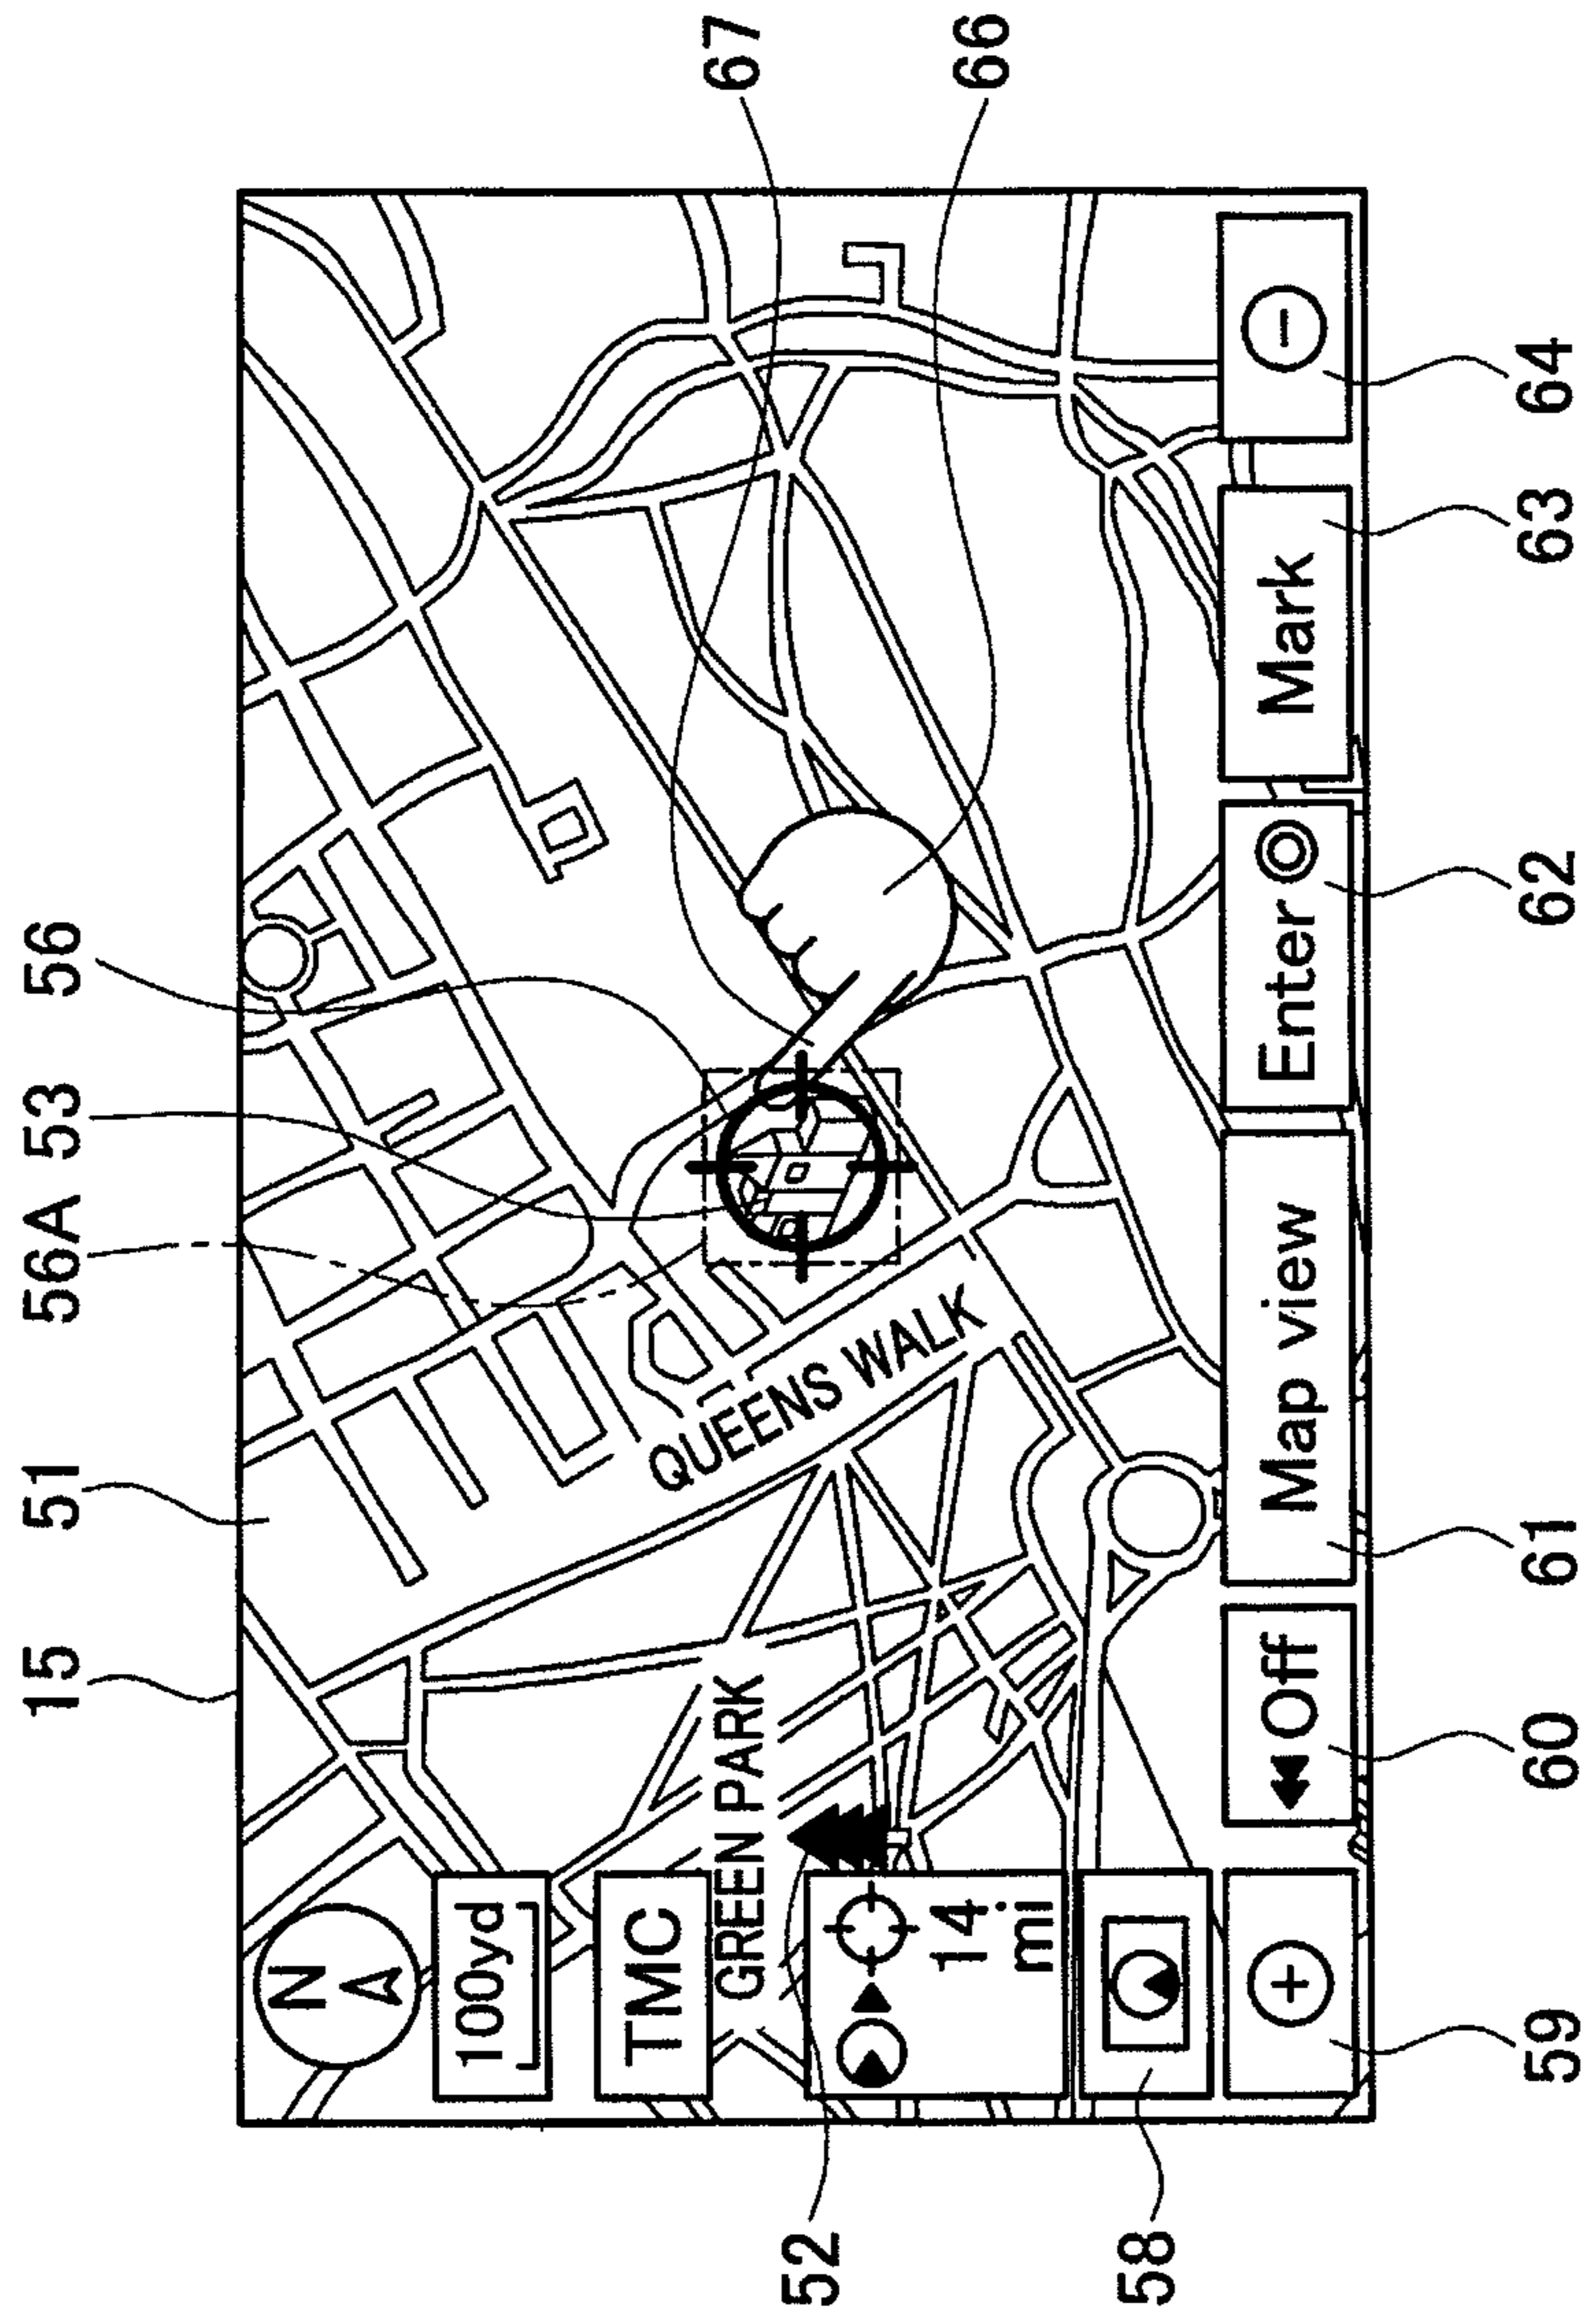 15
51
56A
53
56
67
66
N
100yd
TMC
QUEENS WALK
GREEN PARK
14
mi
+
Off
Map view
Enter
Mark
−
52
58
59
60
61
62
63
64